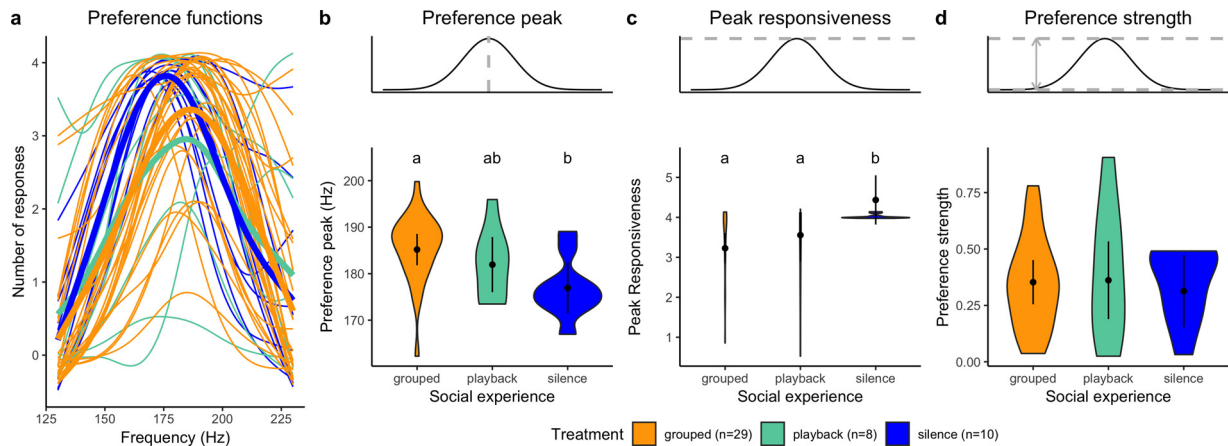 a
Preference functions
Number of responses
4
3
2
1
0
125
150
175
200
225
Frequency (Hz)
b
Preference peak
a
ab
b
Preference peak (Hz)
200
190
180
170
grouped
playback
silence
Social experience
c
Peak responsiveness
a
a
b
Peak Responsiveness
5
4
3
2
1
grouped
playback
silence
Social experience
d
Preference strength
Preference strength
0.75
0.50
0.25
0.00
grouped
playback
silence
Social experience
Treatment
grouped (n=29)
playback (n=8)
silence (n=10)